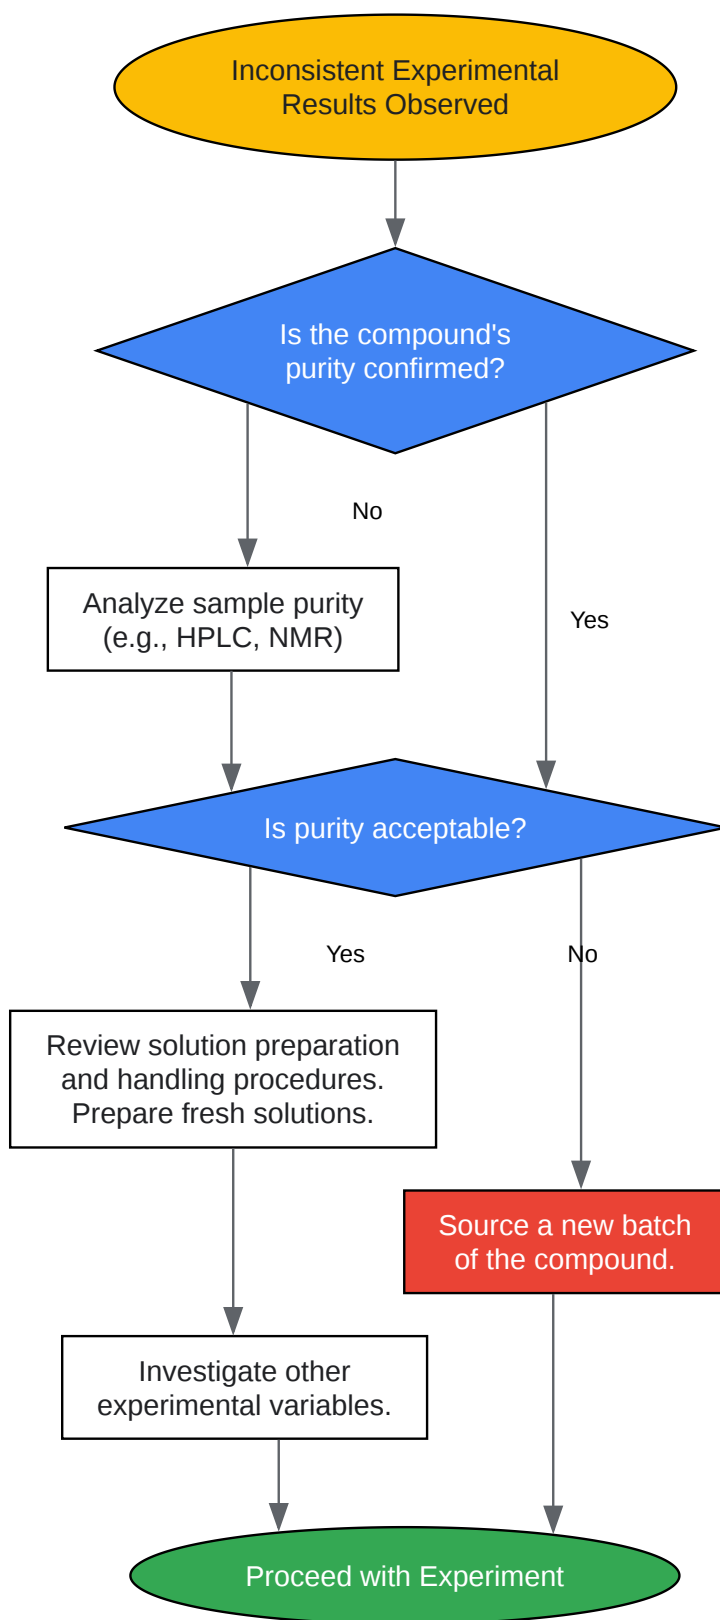 Inconsistent Experimental
Results Observed
Is the compound's
purity confirmed?
No
Analyze sample purity
(e.g., HPLC, NMR)
Yes
Is purity acceptable?
Yes
No
Review solution preparation
and handling procedures.
Prepare fresh solutions.
Source a new batch
of the compound.
Investigate other
experimental variables.
Proceed with Experiment